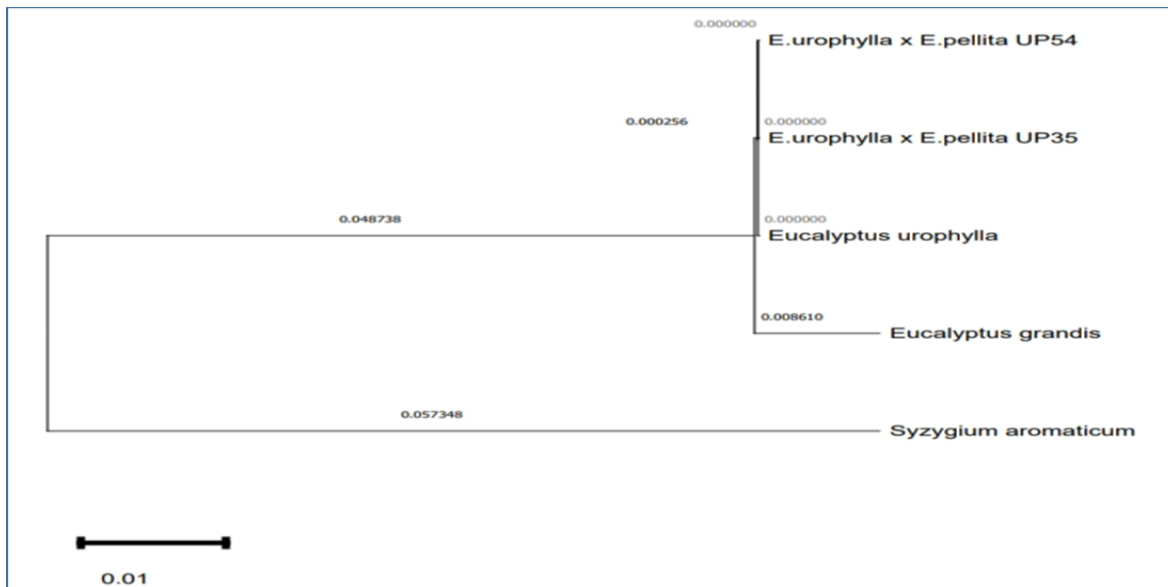 0.000000
E.urophylla x E.pellita UP54
0.000256
0.000000
E.urophylla x E.pellita UP35
0.048738
0.000000
Eucalyptus urophylla
0.008610
Eucalyptus grandis
0.057348
Syzygium aromaticum
0.01